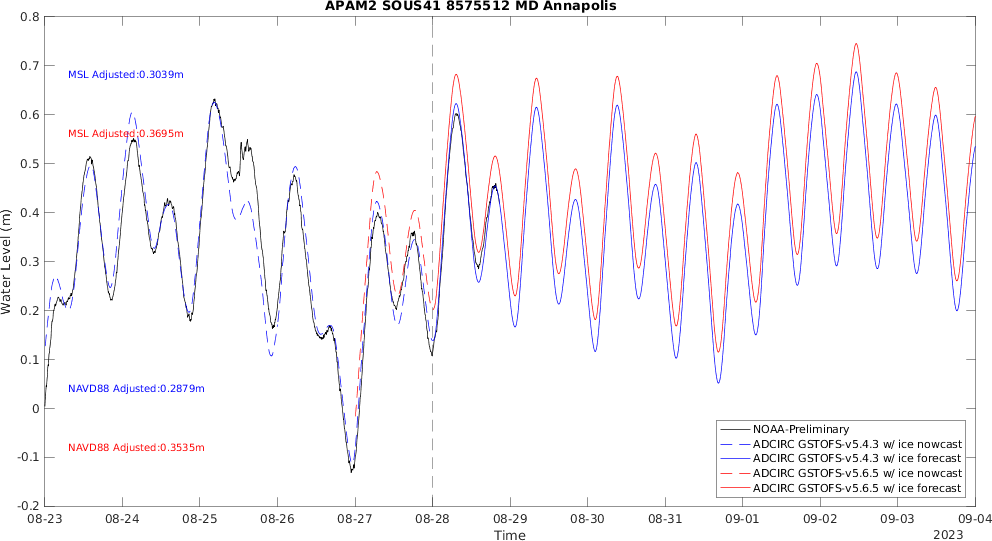 APAM2 SOUS41 8575512 MD Annapolis
0.8
0.7
0.6
0.5
0.4
0.3
0.2
0.1
0
-0.1
-0.2
Water Level (m)
MSL Adjusted:0.3039m
MSL Adjusted:0.3695m
NAVD88 Adjusted:0.2879m
NAVD88 Adjusted:0.3535m
NOAA-Preliminary
ADCIRC GSTOFS-v5.4.3 w/ ice nowcast
ADCIRC GSTOFS-v5.4.3 w/ ice forecast
ADCIRC GSTOFS-v5.6.5 w/ ice nowcast
ADCIRC GSTOFS-v5.6.5 w/ ice forecast
08-23 08-24 08-25 08-26 08-27 08-28 08-29 08-30 08-31 09-01 09-02 09-03 09-04
Time
2023